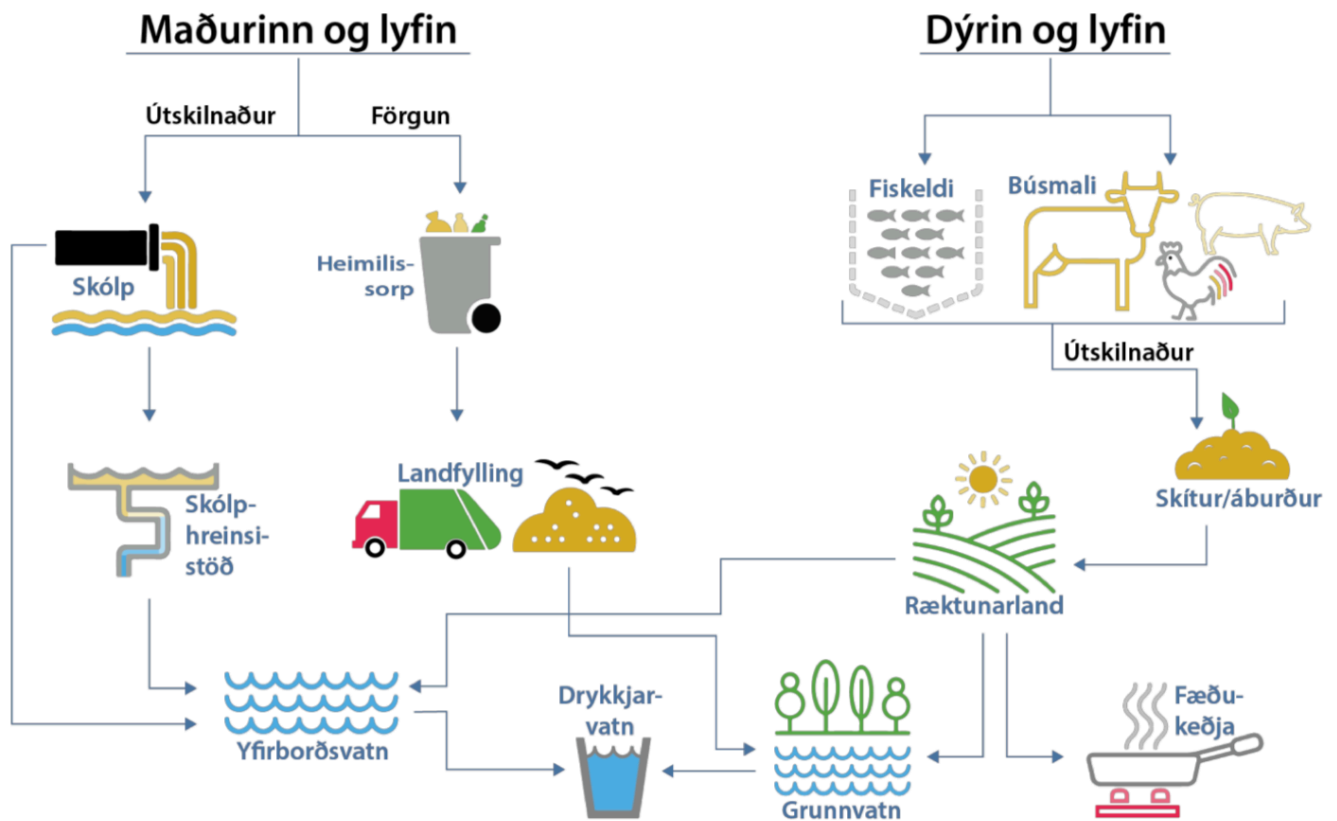 Maðurinn og lyfin
Dýrin og lyfin
Útskilnaður
Förgun
Fiskeldi
Búsmali
Skólp
Heimilis-
sorp
Útskilnaður
Skólp-
hreinsi-
stöð
Landfylling
Skítur/áburður
Ræktunarland
Yfirborðsvatn
Drykkjar-
vatn
Grunnvatn
Fæðu-
keðja